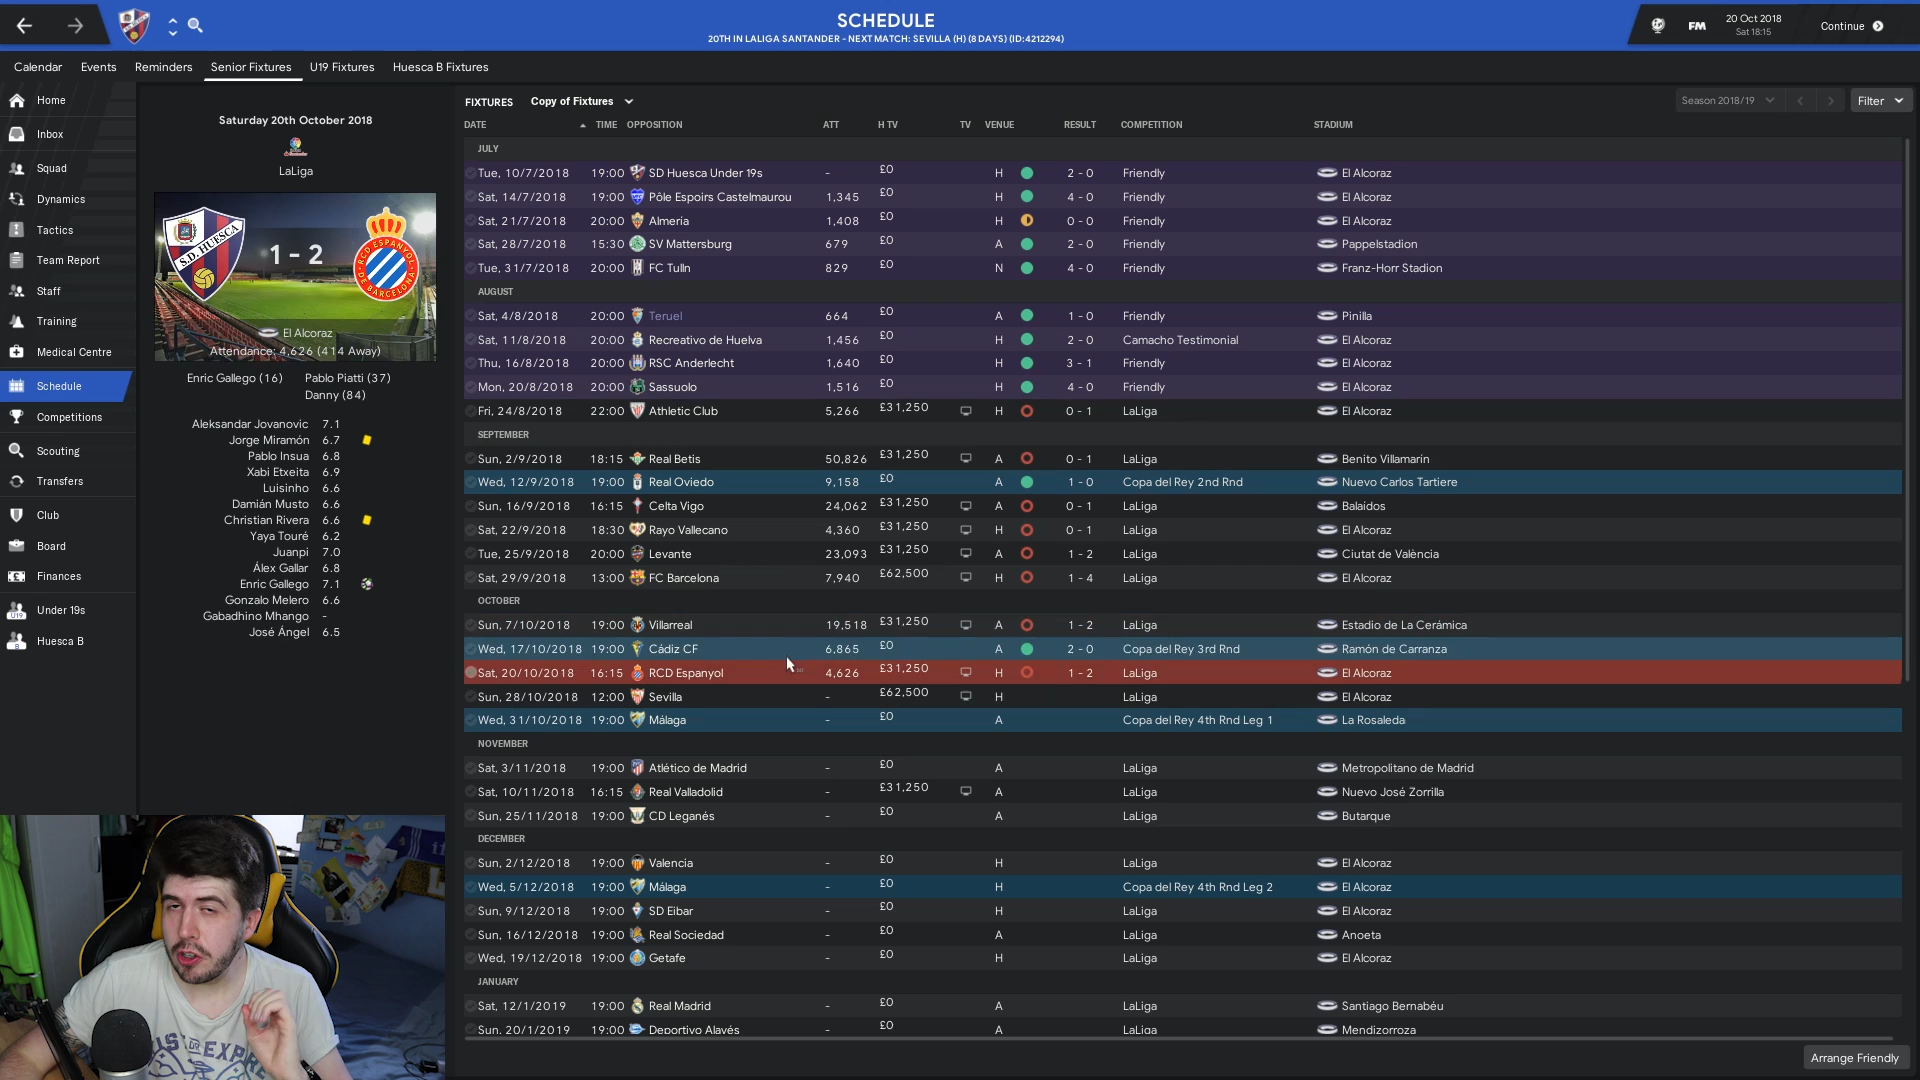 SCHEDULE
20TH IN LALIGA SANTANDER - NEXT MATCH: SEVILLA (H) (8 DAYS) (ID:4212294)
FM
20 Oct 2018
Sat 18:15
Continue
Calendar Events Reminders Senior Fixtures U19 Fixtures Huesca B Fixtures
Home
Inbox
Squad
Dynamics
Tactics
Team Report
Staff
Training
Medical Centre
Schedule
Competitions
Scouting
Transfers
Club
Board
Finances
Under 19s
Huesca B
Saturday 20th October 2018
LaLiga
S.D. HUESCA
1 - 2
RCD ESPANYOL
DE BARCELONA
El Alcoraz
Attendance: 4,626 (414 Away)
Enric Gallego (16) Pablo Piatti (37)
Danny (84)
Aleksandar Jovanovic 7.1
Jorge Miramón 6.7
Pablo Insua 6.8
Xabi Etxeita 6.9
Luisinho 6.6
Damián Musto 6.6
Christian Rivera 6.6
Yaya Touré 6.2
Juanpi 7.0
Álex Gallar 6.8
Enric Gallego 7.1
Gonzalo Melero 6.6
Gabadhino Mhango -
José Ángel 6.5
FIXTURES Copy of Fixtures Season 2018/19 Filter
DATE TIME OPPOSITION ATT H TV TV VENUE RESULT COMPETITION STADIUM
JULY
Tue, 10/7/2018 19:00 SD Huesca Under 19s - £0 H 2 - 0 Friendly El Alcoraz
Sat, 14/7/2018 19:00 Pôle Espoirs Castelmaurou 1,345 £0 H 4 - 0 Friendly El Alcoraz
Sat, 21/7/2018 20:00 Almería 1,408 £0 H 0 - 0 Friendly El Alcoraz
Sat, 28/7/2018 15:30 SV Mattersburg 679 £0 A 2 - 0 Friendly Pappelstadion
Tue, 31/7/2018 20:00 FC Tulln 829 £0 N 4 - 0 Friendly Franz-Horr Stadion
AUGUST
Sat, 4/8/2018 20:00 Teruel 664 £0 A 1 - 0 Friendly Pinilla
Sat, 11/8/2018 20:00 Recreativo de Huelva 1,456 £0 H 2 - 0 Camacho Testimonial El Alcoraz
Thu, 16/8/2018 20:00 RSC Anderlecht 1,640 £0 H 3 - 1 Friendly El Alcoraz
Mon, 20/8/2018 20:00 Sassuolo 1,516 £0 H 4 - 0 Friendly El Alcoraz
Fri, 24/8/2018 22:00 Athletic Club 5,266 £31,250 H 0 - 1 LaLiga El Alcoraz
SEPTEMBER
Sun, 2/9/2018 18:15 Real Betis 50,826 £31,250 A 0 - 1 LaLiga Benito Villamarín
Wed, 12/9/2018 19:00 Real Oviedo 9,158 £0 A 1 - 0 Copa del Rey 2nd Rnd Nuevo Carlos Tartiere
Sun, 16/9/2018 16:15 Celta Vigo 24,062 £31,250 A 0 - 1 LaLiga Balaídos
Sat, 22/9/2018 18:30 Rayo Vallecano 4,360 £31,250 H 0 - 1 LaLiga El Alcoraz
Tue, 25/9/2018 20:00 Levante 23,093 £31,250 A 1 - 2 LaLiga Ciutat de València
Sat, 29/9/2018 13:00 FC Barcelona 7,940 £62,500 H 1 - 4 LaLiga El Alcoraz
OCTOBER
Sun, 7/10/2018 19:00 Villarreal 19,518 £31,250 A 1 - 2 LaLiga Estadio de La Cerámica
Wed, 17/10/2018 19:00 Cádiz CF 6,865 £0 A 2 - 0 Copa del Rey 3rd Rnd Ramón de Carranza
Sat, 20/10/2018 16:15 RCD Espanyol 4,626 £31,250 H 1 - 2 LaLiga El Alcoraz
Sun, 28/10/2018 12:00 Sevilla - £62,500 H LaLiga El Alcoraz
Wed, 31/10/2018 19:00 Málaga - £0 A Copa del Rey 4th Rnd Leg 1 La Rosaleda
NOVEMBER
Sat, 3/11/2018 19:00 Atlético de Madrid - £0 A LaLiga Metropolitano de Madrid
Sat, 10/11/2018 16:15 Real Valladolid - £31,250 A LaLiga Nuevo José Zorrilla
Sun, 25/11/2018 19:00 CD Leganés - £0 A LaLiga Butarque
DECEMBER
Sun, 2/12/2018 19:00 Valencia - £0 H LaLiga El Alcoraz
Wed, 5/12/2018 19:00 Málaga - £0 H Copa del Rey 4th Rnd Leg 2 El Alcoraz
Sun, 9/12/2018 19:00 SD Eibar - £0 H LaLiga El Alcoraz
Sun, 16/12/2018 19:00 Real Sociedad - £0 A LaLiga Anoeta
Wed, 19/12/2018 19:00 Getafe - £0 H LaLiga El Alcoraz
JANUARY
Sat, 12/1/2019 19:00 Real Madrid - £0 A LaLiga Santiago Bernabéu
Sun, 20/1/2019 19:00 Deportivo Alavés - £0 A LaLiga Mendizorroza
Arrange Friendly